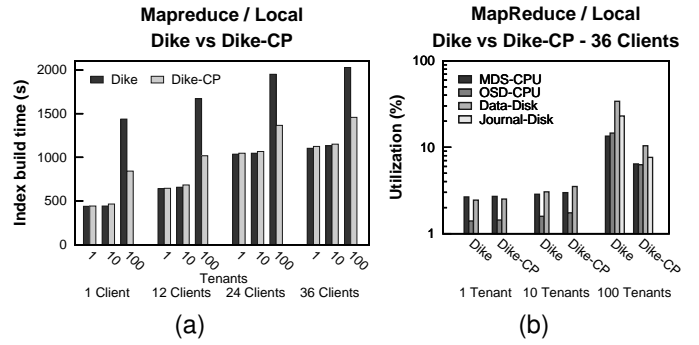 Mapreduce / Local
Dike vs Dike-CP
Index build time (s)
2000
1500
1000
500
0
Dike
Dike-CP
1 10 100 1 10 100 1 10 100 1 10 100
Tenants
1 Client 12 Clients 24 Clients 36 Clients
(a)
MapReduce / Local
Dike vs Dike-CP - 36 Clients
Utilization (%)
100
10
1
MDS-CPU
OSD-CPU
Data-Disk
Journal-Disk
Dike Dike-CP Dike Dike-CP Dike Dike-CP
1 Tenant 10 Tenants 100 Tenants
(b)